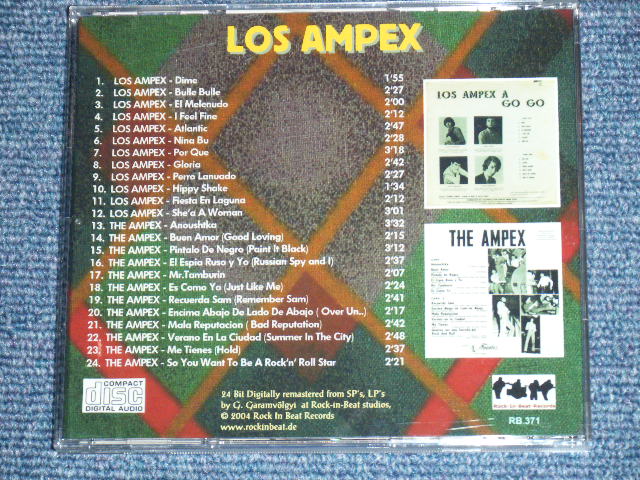 LOS AMPEX
1. LOS AMPEX - Dime 1'55
2. LOS AMPEX - Bulle Bulle 2'27
3. LOS AMPEX - El Melenudo 2'00
4. LOS AMPEX - I Feel Fine 2'12
5. LOS AMPEX - Atlantic 2'47
6. LOS AMPEX - Nina Bu 2'28
7. LOS AMPEX - Por Que 3'18
8. LOS AMPEX - Gloria 2'42
9. LOS AMPEX - Perro Lanuado 2'27
10. LOS AMPEX - Hippy Shake 1'34
11. LOS AMPEX - Fiesta En Laguna 2'12
12. LOS AMPEX - She'a A Woman 3'01
13. THE AMPEX - Anoushtka 3'32
14. THE AMPEX - Buen Amor (Good Loving) 2'15
15. THE AMPEX - Pintalo De Negro (Paint It Black) 3'12
16. THE AMPEX - El Espia Ruso y Yo (Russian Spy and I) 2'37
17. THE AMPEX - Mr.Tamburin 2'07
18. THE AMPEX - Es Como Yo (Just Like Me) 2'24
19. THE AMPEX - Recuerda Sam (Remember Sam) 2'41
20. THE AMPEX - Encima Abajo De Lado De Abajo ( Over Un..) 2'17
21. THE AMPEX - Mala Reputacion ( Bad Reputation) 2'42
22. THE AMPEX - Verano En La Ciudad (Summer In The City) 2'48
23. THE AMPEX - Me Tienes (Hold) 2'37
24. THE AMPEX - So You Want To Be A Rock'n' Roll Star 2'21
LOS AMPEX A
GO GO
THE AMPEX
COMPACT
disc
DIGITAL AUDIO
24 Bit Digitally remastered from SP's, LP's
by G. Garamvölgyi at Rock-in-Beat studios,
© 2004 Rock In Beat Records
www.rockinbeat.de
Rock-In-Beat-Records
RB 371